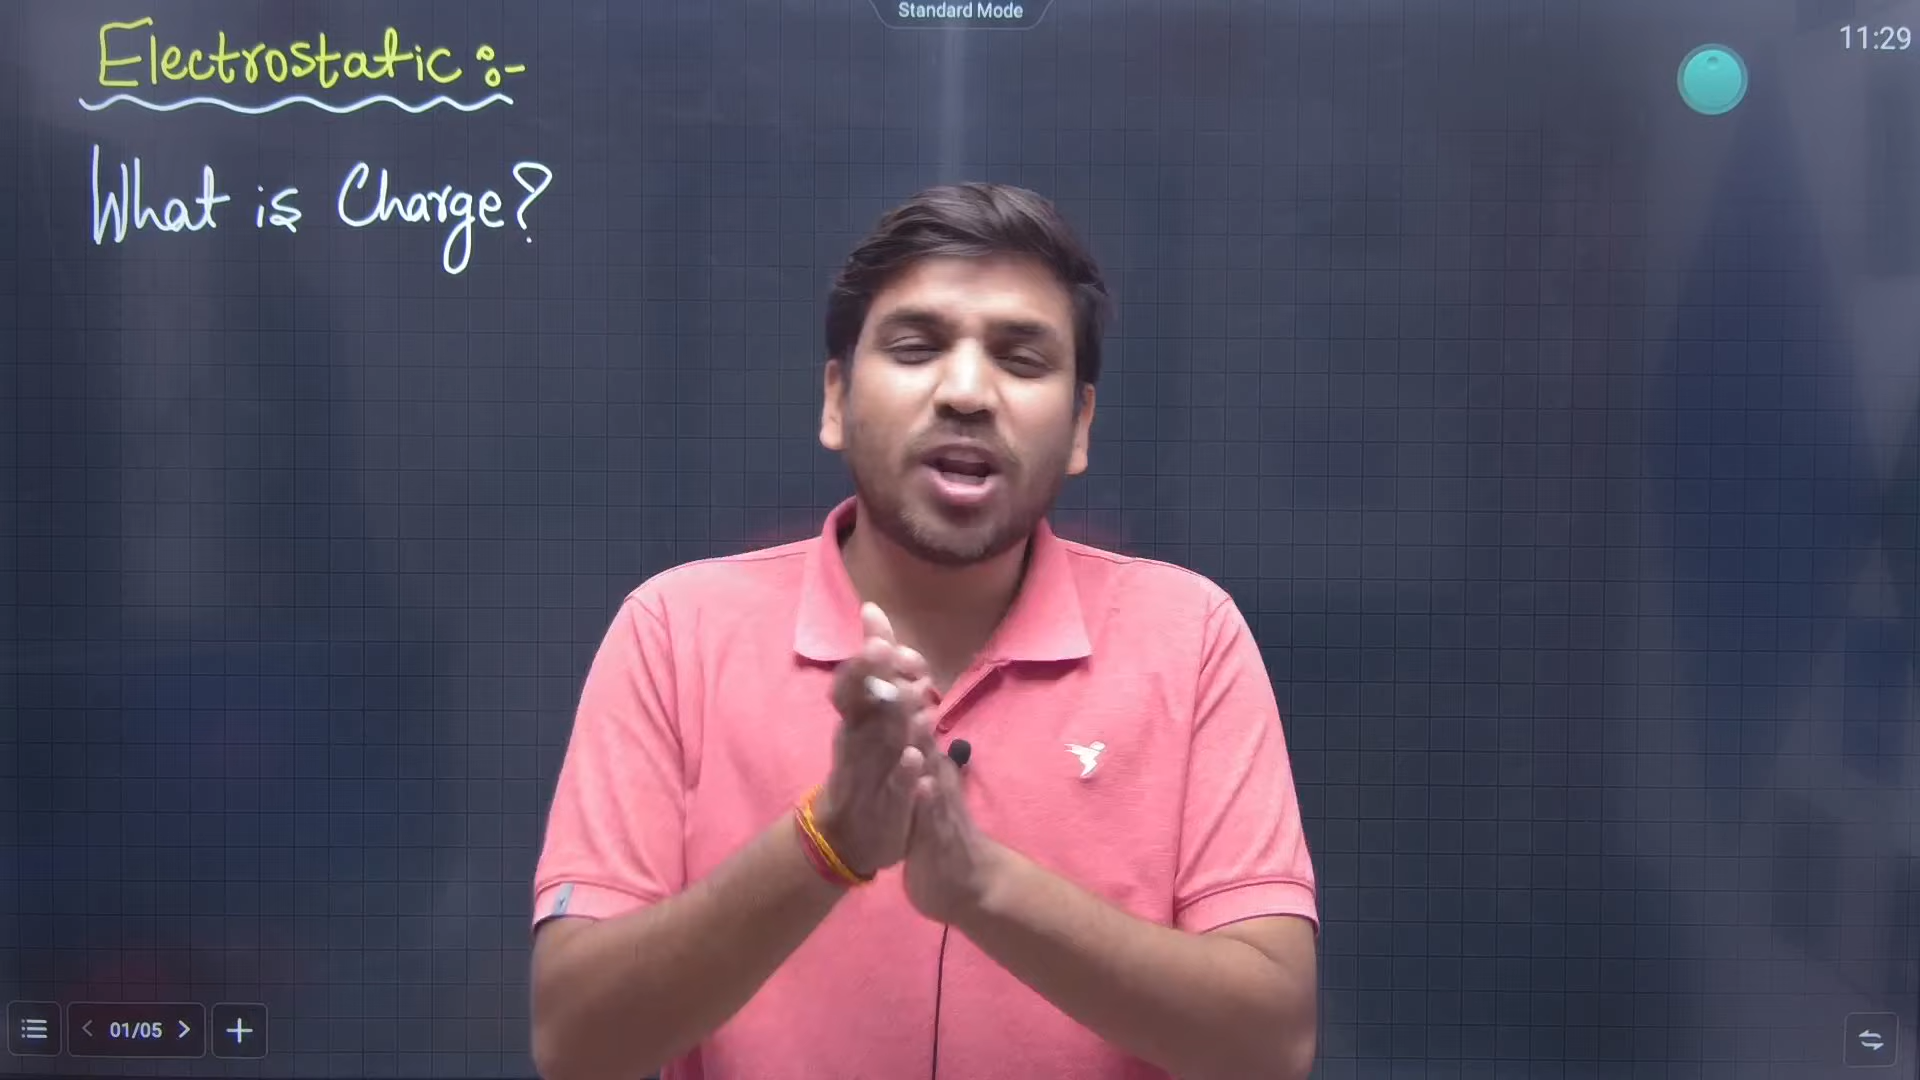 Standard Mode
11:29
Electrostatic :-
What is Charge?
01/05